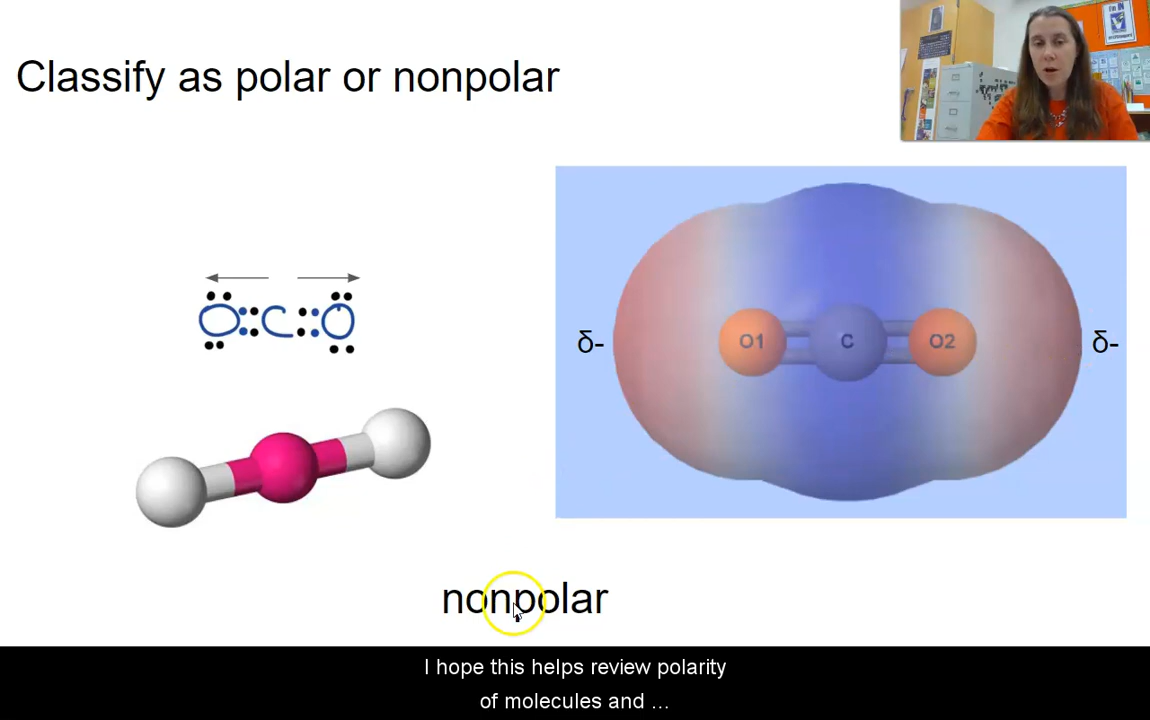 Classify as polar or nonpolar
O C O
δ-
O1 C O2
δ-
nonpolar
I hope this helps review polarity
of molecules and ...